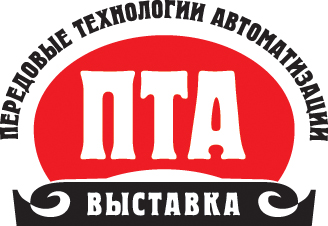 ПЕРЕДОВЫЕ ТЕХНОЛОГИИ АВТОМАТИЗАЦИИ
ПТА
ВЫСТАВКА